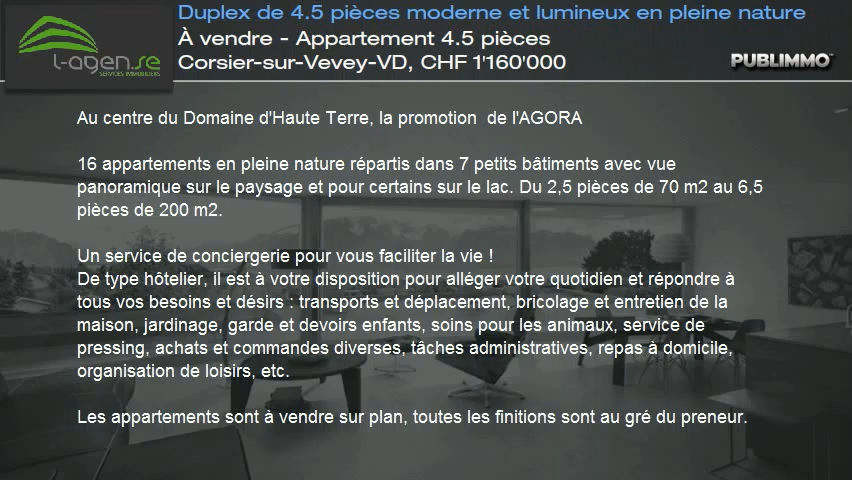 Duplex de 4.5 pièces moderne et lumineux en pleine nature
À vendre - Appartement 4.5 pièces
Corsier-sur-Vevey-VD, CHF 1'160'000
l-agen.se
SERVICES IMMOBILIERS
PUBLIMMO
Au centre du Domaine d'Haute Terre, la promotion  de l'AGORA
16 appartements en pleine nature répartis dans 7 petits bâtiments avec vue
panoramique sur le paysage et pour certains sur le lac. Du 2,5 pièces de 70 m2 au 6,5
pièces de 200 m2.
Un service de conciergerie pour vous faciliter la vie !
De type hôtelier, il est à votre disposition pour alléger votre quotidien et répondre à
tous vos besoins et désirs : transports et déplacement, bricolage et entretien de la
maison, jardinage, garde et devoirs enfants, soins pour les animaux, service de
pressing, achats et commandes diverses, tâches administratives, repas à domicile,
organisation de loisirs, etc.
Les appartements sont à vendre sur plan, toutes les finitions sont au gré du preneur.